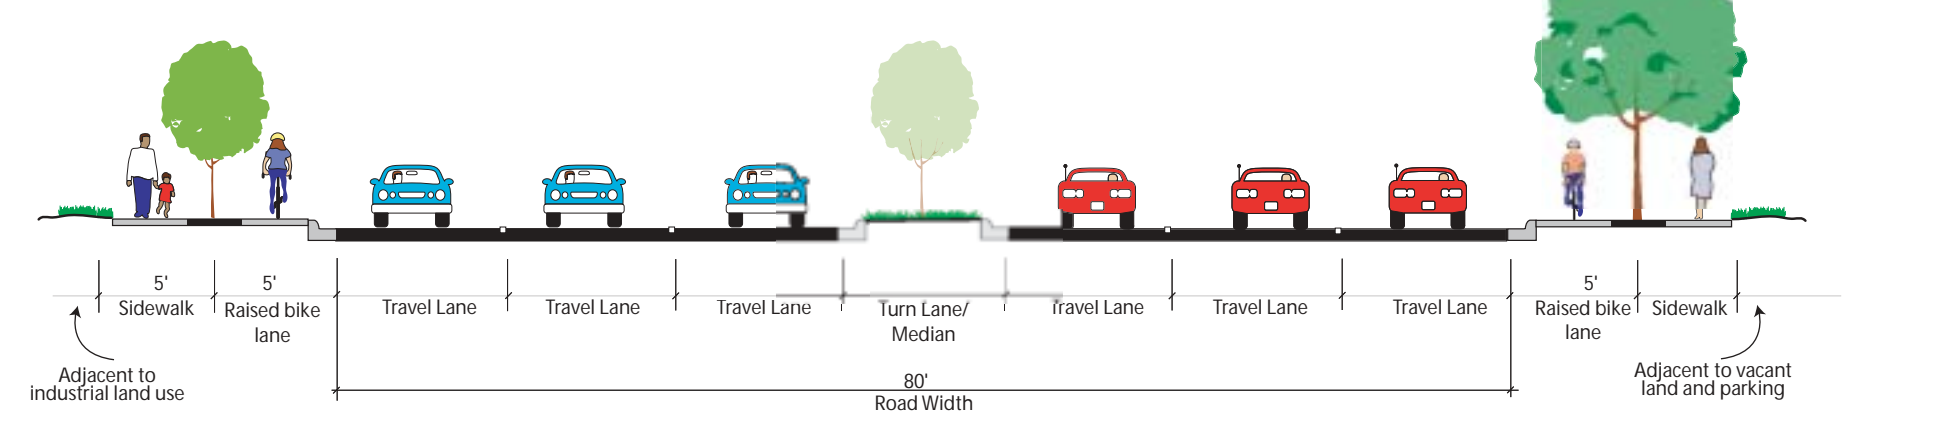 5'
Sidewalk
5'
Raised bike
lane
Travel Lane
Travel Lane
Travel Lane
Turn Lane/
Median
Travel Lane
Travel Lane
Travel Lane
5'
Raised bike
lane
Sidewalk
Adjacent to
industrial land use
80'
Road Width
Adjacent to vacant
land and parking